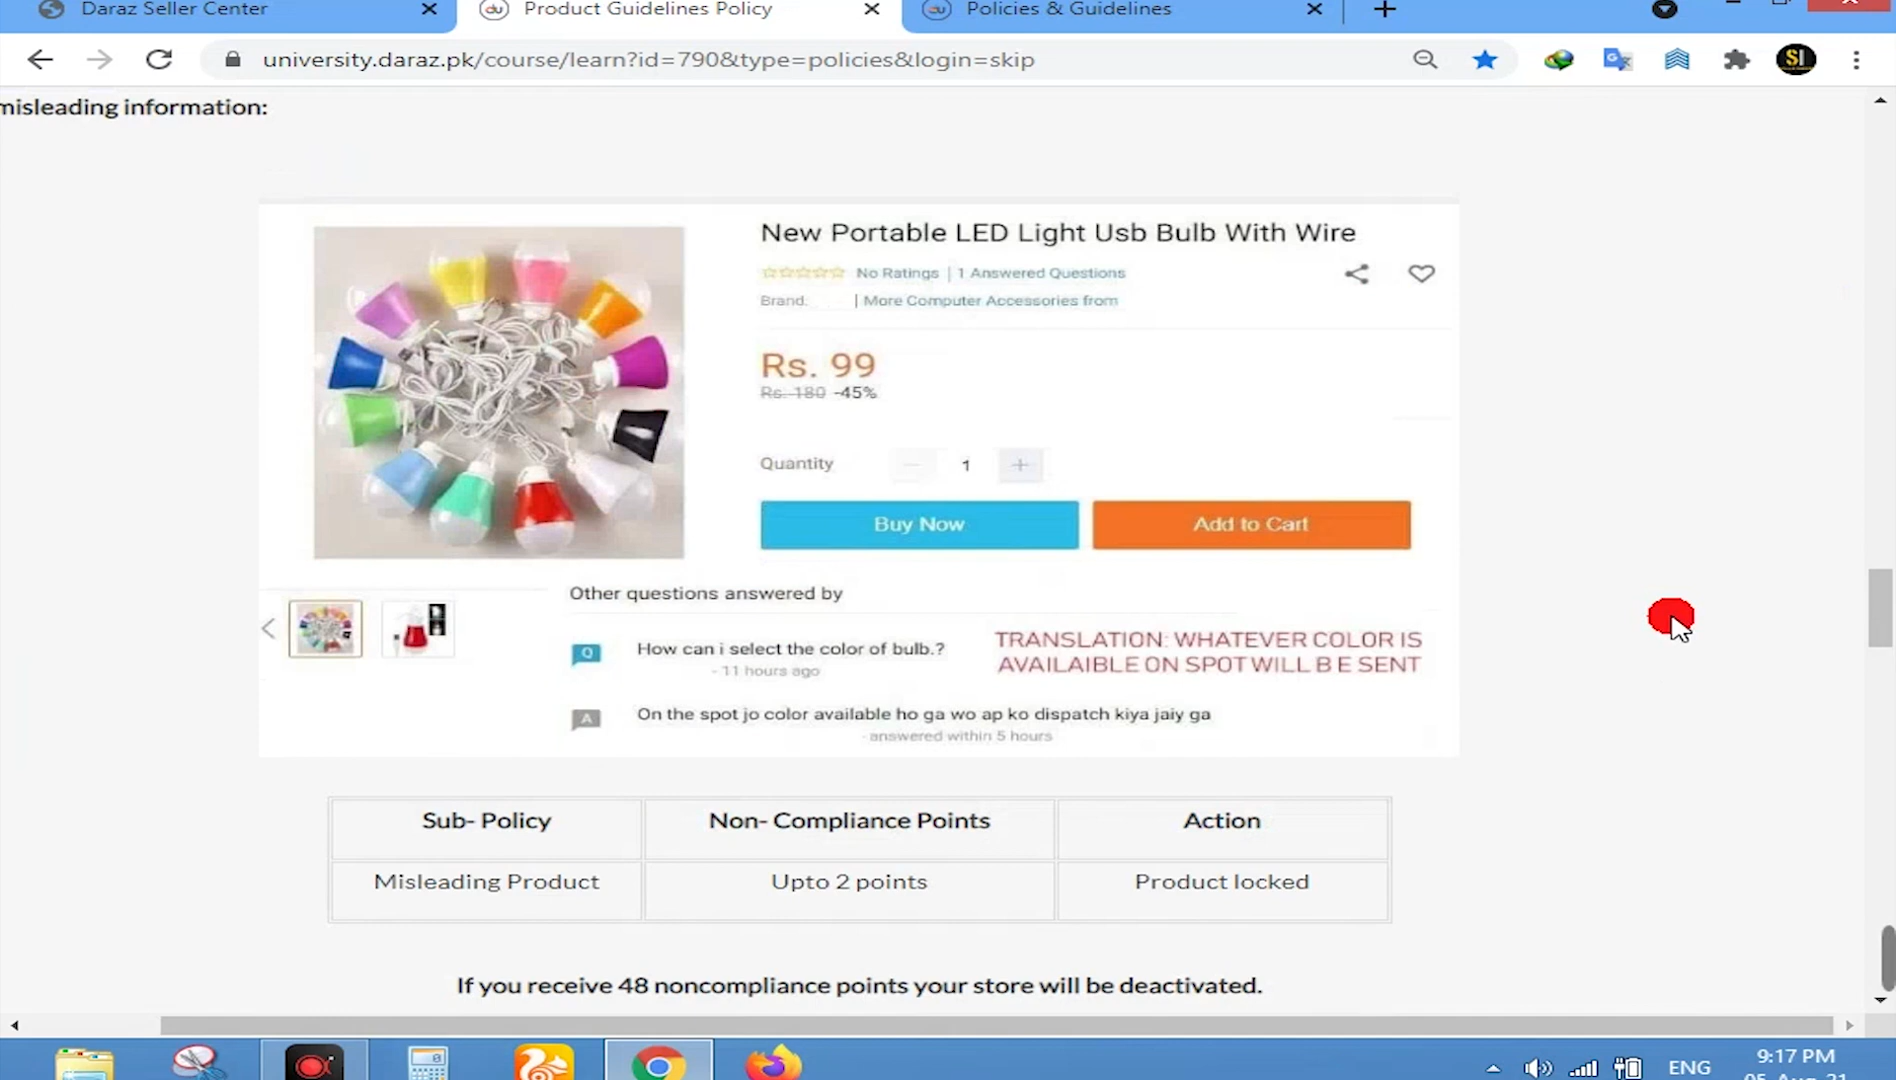 Daraz Seller Center
Product Guidelines Policy
Policies & Guidelines
university.daraz.pk/course/learn?id=790&type=policies&login=skip
SI
misleading information:
New Portable LED Light Usb Bulb With Wire
No Ratings | 1 Answered Questions
Brand: | More Computer Accessories from
Rs. 99
Rs. 180 -45%
Quantity 1
Buy Now
Add to Cart
Other questions answered by
Q How can i select the color of bulb.?
- 11 hours ago
TRANSLATION: WHATEVER COLOR IS
AVAILAIBLE ON SPOT WILL B E SENT
A On the spot jo color available ho ga wo ap ko dispatch kiya jaiy ga
- answered within 5 hours
Sub- Policy Non- Compliance Points Action
Misleading Product Upto 2 points Product locked
If you receive 48 noncompliance points your store will be deactivated.
ENG
9:17 PM
05-Aug-21